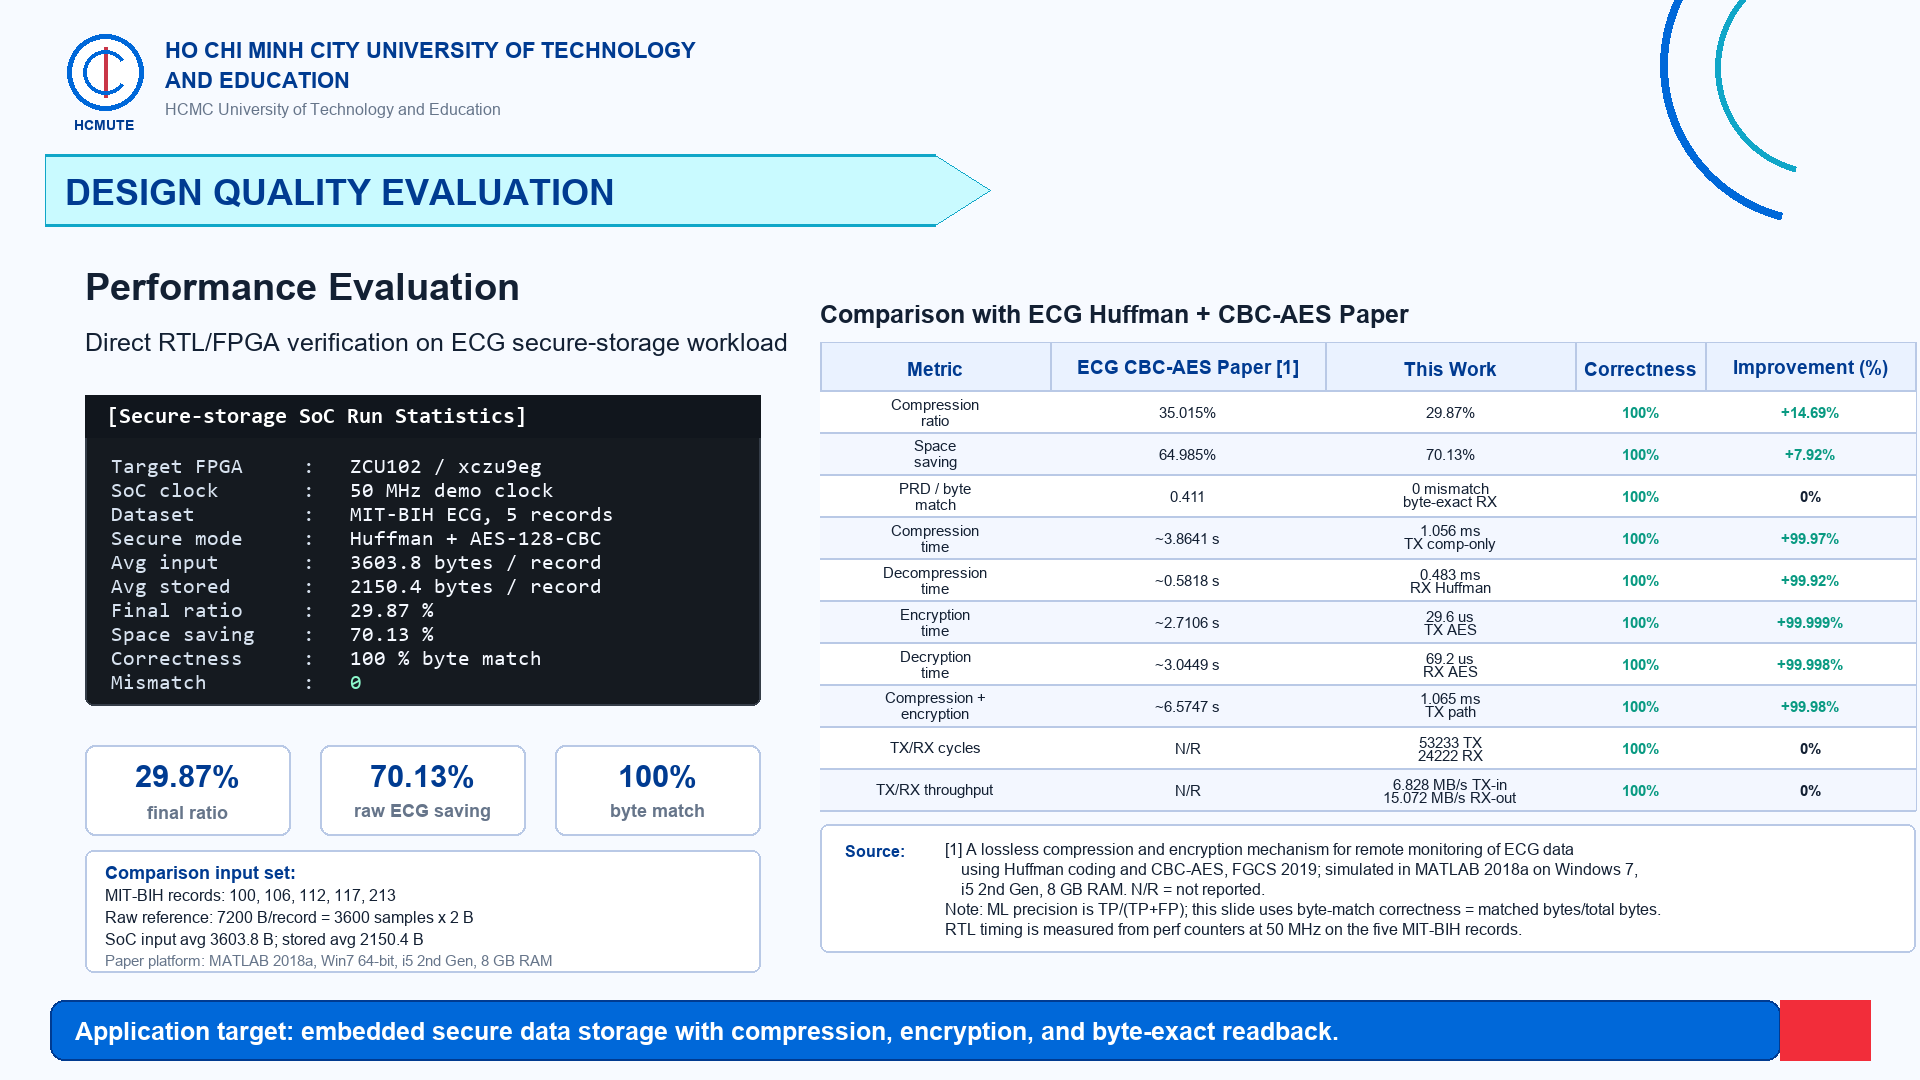 HO CHI MINH CITY UNIVERSITY OF TECHNOLOGY
AND EDUCATION
HCMC University of Technology and Education
HCMUTE
DESIGN QUALITY EVALUATION
Performance Evaluation
Direct RTL/FPGA verification on ECG secure-storage workload
[Secure-storage SoC Run Statistics]
Target FPGA : ZCU102 / xczu9eg
SoC clock : 50 MHz demo clock
Dataset : MIT-BIH ECG, 5 records
Secure mode : Huffman + AES-128-CBC
Avg input : 3603.8 bytes / record
Avg stored : 2150.4 bytes / record
Final ratio : 29.87 %
Space saving : 70.13 %
Correctness : 100 % byte match
Mismatch : 0
29.87%
final ratio
70.13%
raw ECG saving
100%
byte match
Comparison input set:
MIT-BIH records: 100, 106, 112, 117, 213
Raw reference: 7200 B/record = 3600 samples x 2 B
SoC input avg 3603.8 B; stored avg 2150.4 B
Paper platform: MATLAB 2018a, Win7 64-bit, i5 2nd Gen, 8 GB RAM
Comparison with ECG Huffman + CBC-AES Paper
Metric ECG CBC-AES Paper [1] This Work Correctness Improvement (%)
Compression
ratio
35.015% 29.87% 100% +14.69%
Space
saving
64.985% 70.13% 100% +7.92%
PRD / byte
match
0.411
0 mismatch
byte-exact RX
100% 0%
Compression
time
~3.8641 s
1.056 ms
TX comp-only
100% +99.97%
Decompression
time
~0.5818 s
0.483 ms
RX Huffman
100% +99.92%
Encryption
time
~2.7106 s
29.6 us
TX AES
100% +99.999%
Decryption
time
~3.0449 s
69.2 us
RX AES
100% +99.998%
Compression +
encryption
~6.5747 s
1.065 ms
TX path
100% +99.98%
TX/RX cycles N/R
53233 TX
24222 RX
100% 0%
TX/RX throughput N/R
6.828 MB/s TX-in
15.072 MB/s RX-out
100% 0%
Source: [1] A lossless compression and encryption mechanism for remote monitoring of ECG data
using Huffman coding and CBC-AES, FGCS 2019; simulated in MATLAB 2018a on Windows 7,
i5 2nd Gen, 8 GB RAM. N/R = not reported.
Note: ML precision is TP/(TP+FP); this slide uses byte-match correctness = matched bytes/total bytes.
RTL timing is measured from perf counters at 50 MHz on the five MIT-BIH records.
Application target: embedded secure data storage with compression, encryption, and byte-exact readback.